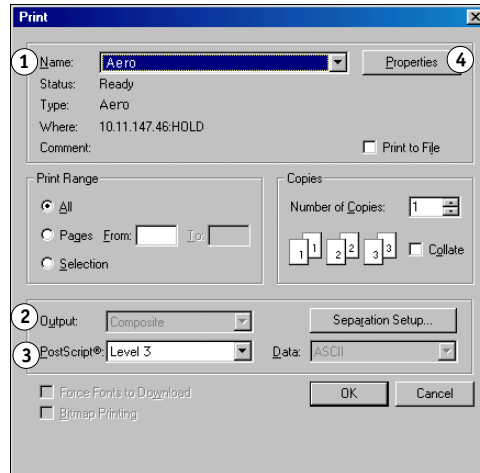 Print
1 Name: Aero Properties 4
Status: Ready
Type: Aero
Where: 10.11.147.46:HOLD
Comment: Print to File
Print Range
All
Pages From: To:
Selection
Copies
Number of Copies: 1
1 1 2 2 3 3 Collate
2 Output: Composite Separation Setup...
3 PostScript®: Level 3 Data: ASCII
Force Fonts to Download
Bitmap Printing
OK Cancel